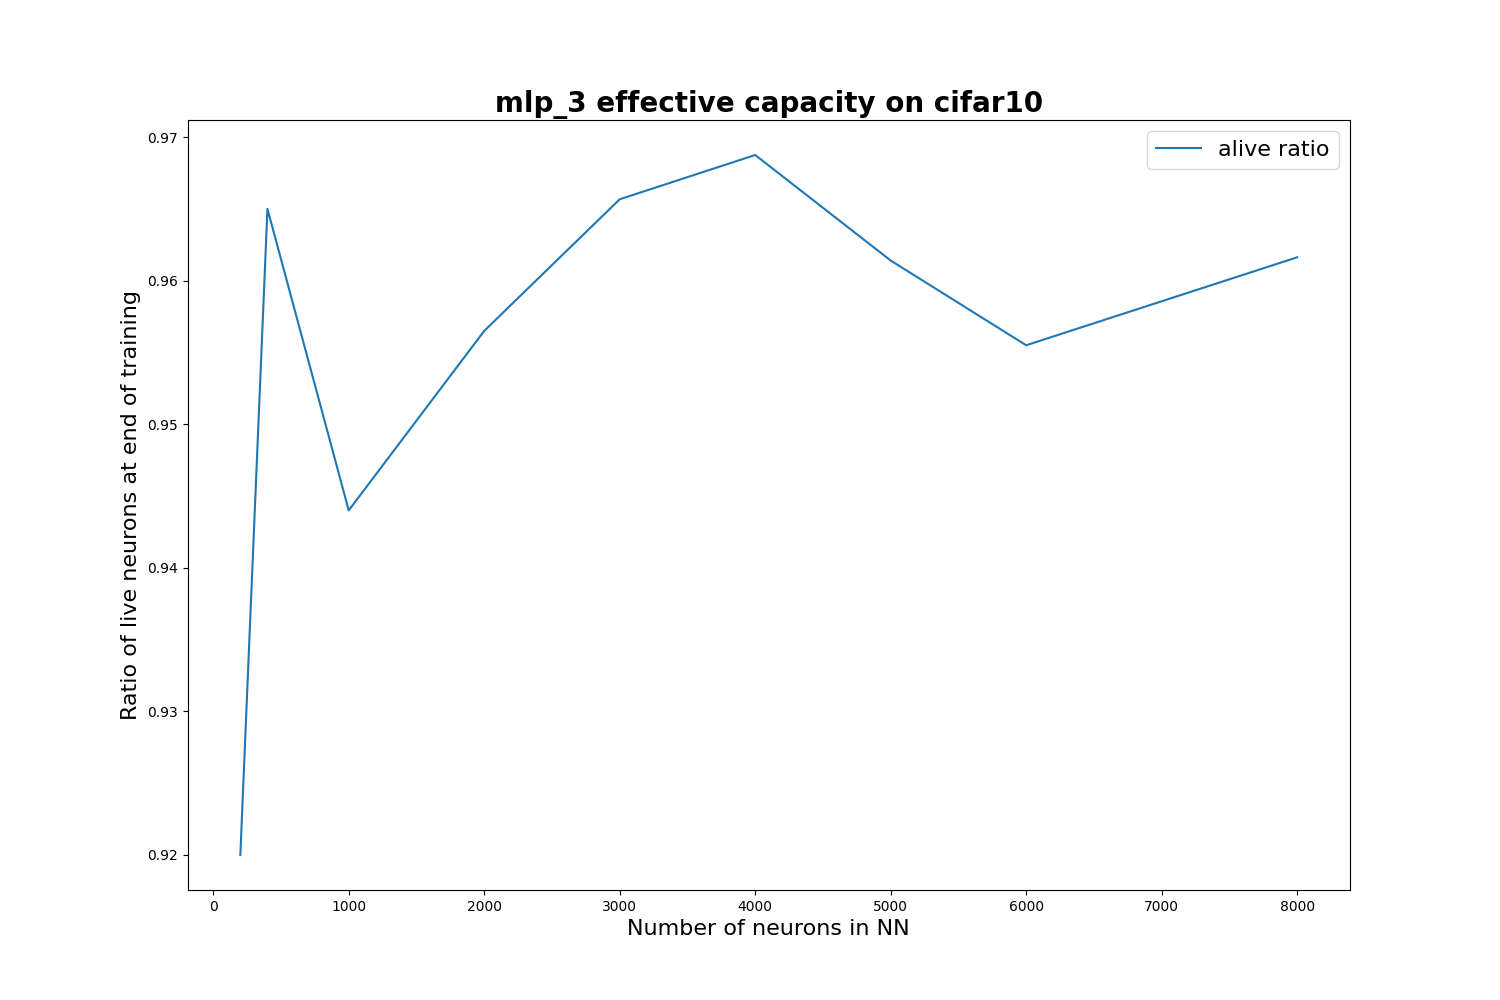 mlp_3 effective capacity on cifar10
alive ratio
0.97
0.96
0.95
0.94
0.93
0.92
Ratio of live neurons at end of training
0 1000 2000 3000 4000 5000 6000 7000 8000
Number of neurons in NN